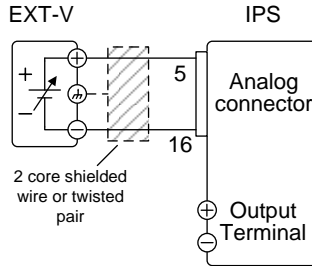 EXT-V
IPS
+
−
+
−
5
16
Analog
connector
2 core shielded
wire or twisted
pair
+
−
Output
Terminal